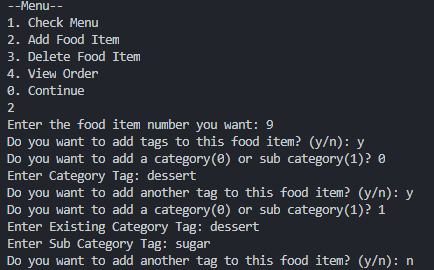 --Menu--
1. Check Menu
2. Add Food Item
3. Delete Food Item
4. View Order
0. Continue
2
Enter the food item number you want: 9
Do you want to add tags to this food item? (y/n): y
Do you want to add a category(0) or sub category(1)? 0
Enter Category Tag: dessert
Do you want to add another tag to this food item? (y/n): y
Do you want to add a category(0) or sub category(1)? 1
Enter Existing Category Tag: dessert
Enter Sub Category Tag: sugar
Do you want to add another tag to this food item? (y/n): n